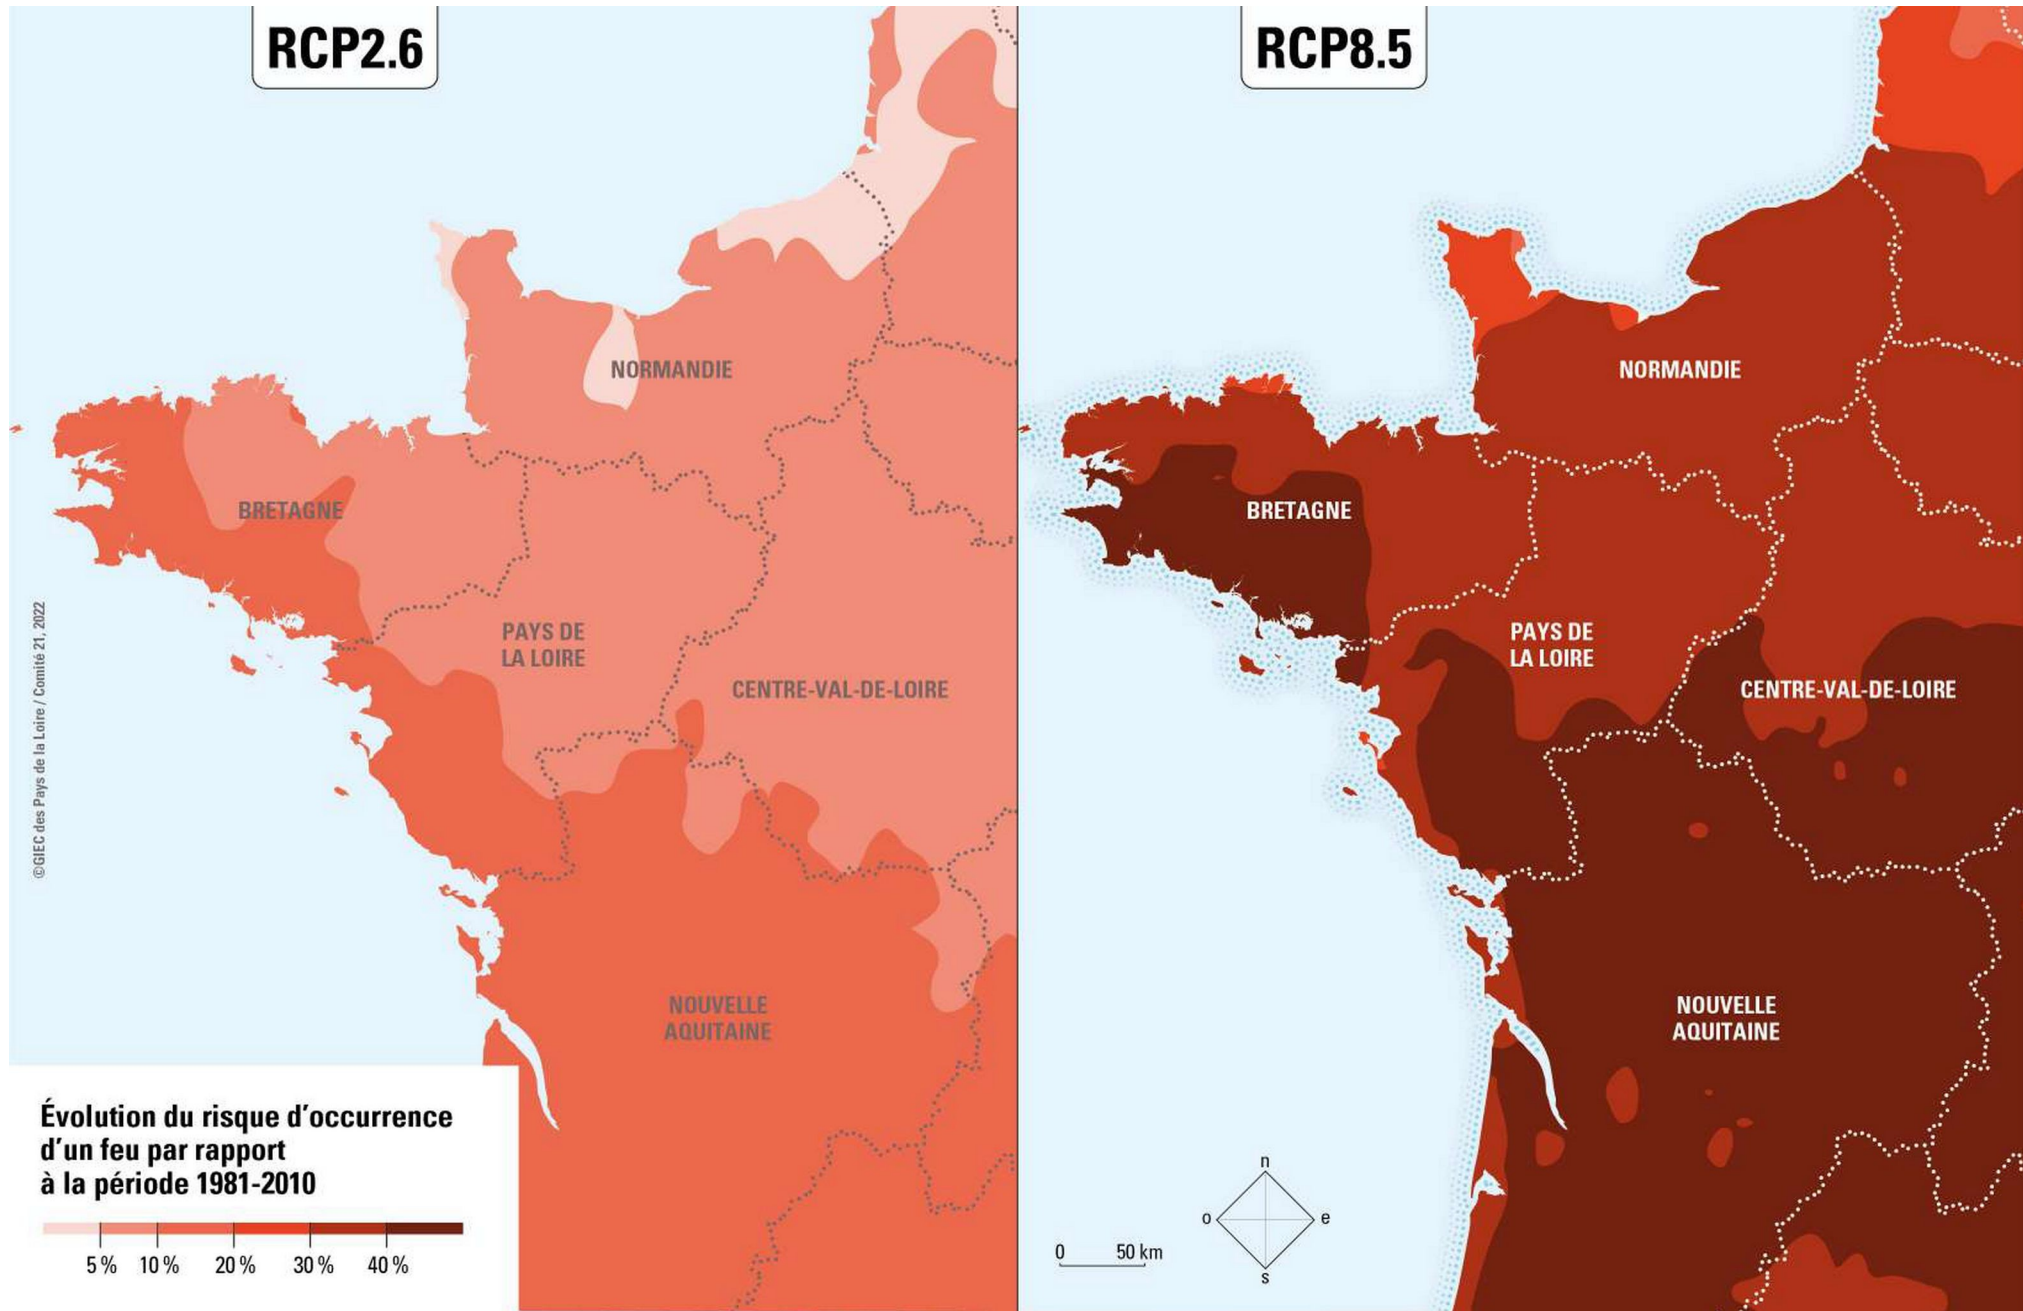 RCP2.6
NORMANDIE
BRETAGNE
PAYS DE
LA LOIRE
CENTRE-VAL-DE-LOIRE
NOUVELLE
AQUITAINE
©GIEC des Pays de la Loire / Comité 21, 2022
Évolution du risque d’occurrence
d’un feu par rapport
à la période 1981-2010
5 % 10 % 20 % 30 % 40 %
RCP8.5
NORMANDIE
BRETAGNE
PAYS DE
LA LOIRE
CENTRE-VAL-DE-LOIRE
NOUVELLE
AQUITAINE
n
o e
s
0 50 km